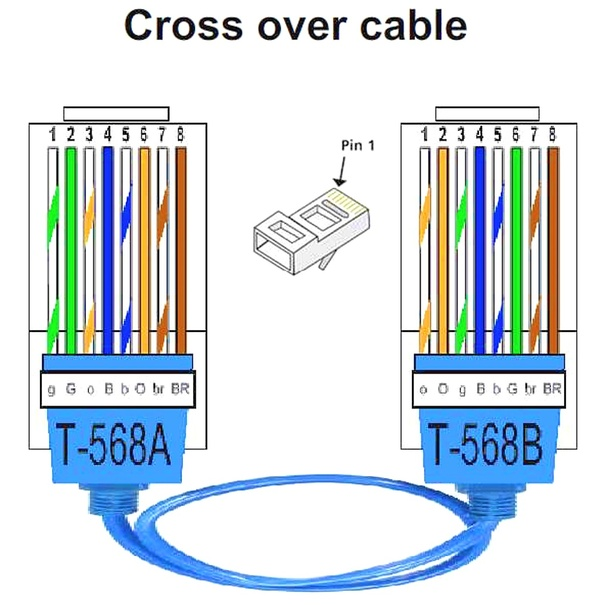 Cross over cable
1 2 3 4 5 6 7 8
Pin 1
1 2 3 4 5 6 7 8
g G o B b O br BR
o O g B b G br BR
T-568A
T-568B